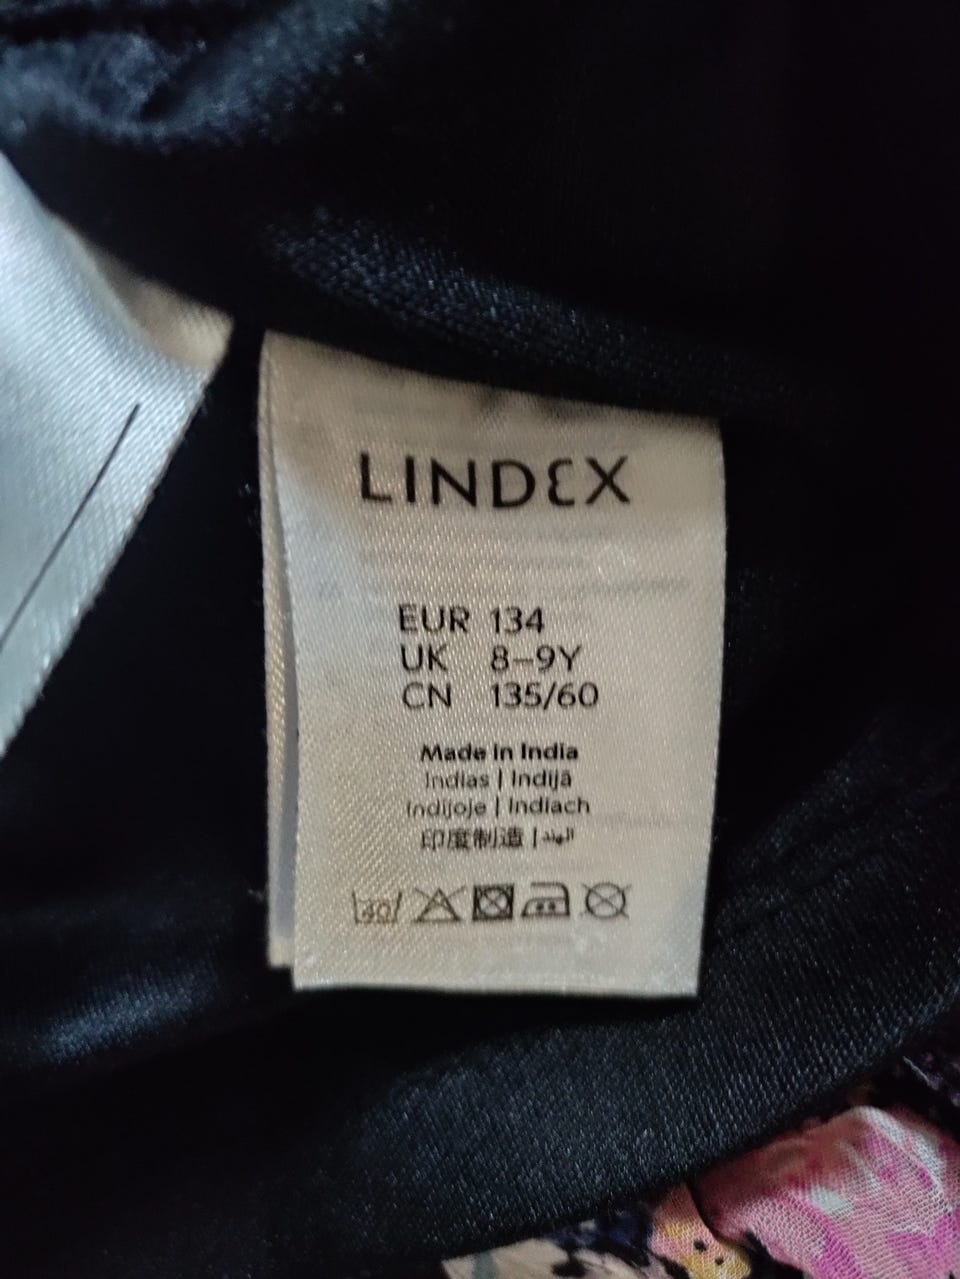 LINDEX
EUR 134
UK 8-9Y
CN 135/60
Made in India
Indias | Indijā
Indijoje | Indiach
印度制造 | الهند
40